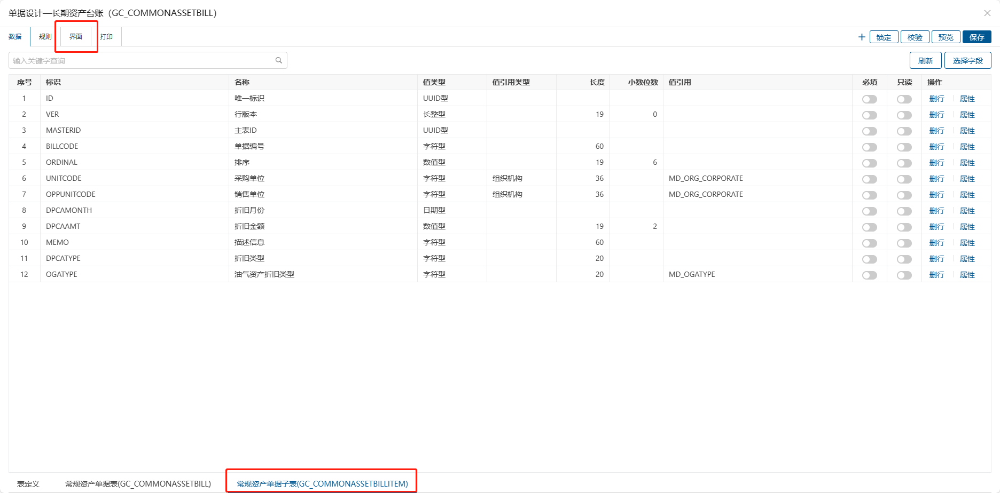 单据设计—长期资产台账（GC_COMMONASSETBILL）
数据 规则 界面 打印 锁定 校验 预览 保存
输入关键字查询 刷新 选择字段
序号 标识 名称 值类型 值引用类型 长度 小数位数 值引用 必填 只读 操作
1 ID 唯一标识 UUID型 删行 属性
2 VER 行版本 长整型 19 0 删行 属性
3 MASTERID 主表ID UUID型 删行 属性
4 BILLCODE 单据编号 字符型 60 删行 属性
5 ORDINAL 排序 数值型 19 6 删行 属性
6 UNITCODE 采购单位 字符型 组织机构 36 MD_ORG_CORPORATE 删行 属性
7 OPPUNITCODE 销售单位 字符型 组织机构 36 MD_ORG_CORPORATE 删行 属性
8 DPCAMONTH 折旧月份 日期型 删行 属性
9 DPCAAMT 折旧金额 数值型 19 2 删行 属性
10 MEMO 描述信息 字符型 60 删行 属性
11 DPCATYPE 折旧类型 字符型 20 删行 属性
12 OGATYPE 油气资产折旧类型 字符型 20 MD_OGATYPE 删行 属性
表定义 常规资产单据表(GC_COMMONASSETBILL) 常规资产单据子表(GC_COMMONASSETBILLITEM)